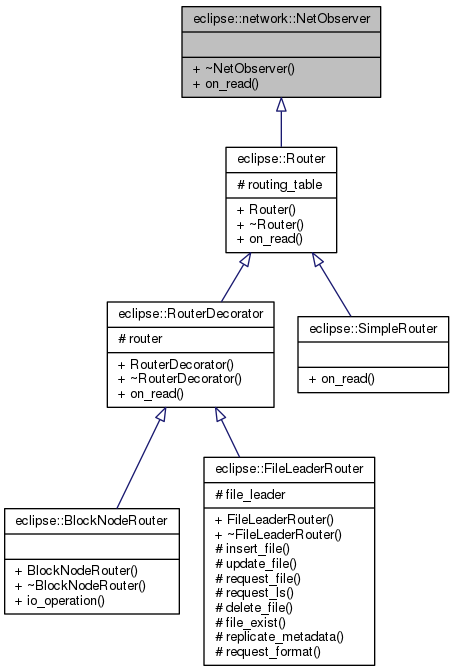 eclipse::network::NetObserver
+ ~NetObserver()
+ on_read()
eclipse::Router
# routing_table
+ Router()
+ ~Router()
+ on_read()
eclipse::RouterDecorator
# router
+ RouterDecorator()
+ ~RouterDecorator()
+ on_read()
eclipse::SimpleRouter
+ on_read()
eclipse::BlockNodeRouter
+ BlockNodeRouter()
+ ~BlockNodeRouter()
+ io_operation()
eclipse::FileLeaderRouter
# file_leader
+ FileLeaderRouter()
+ ~FileLeaderRouter()
# insert_file()
# update_file()
# request_file()
# request_ls()
# delete_file()
# file_exist()
# replicate_metadata()
# request_format()